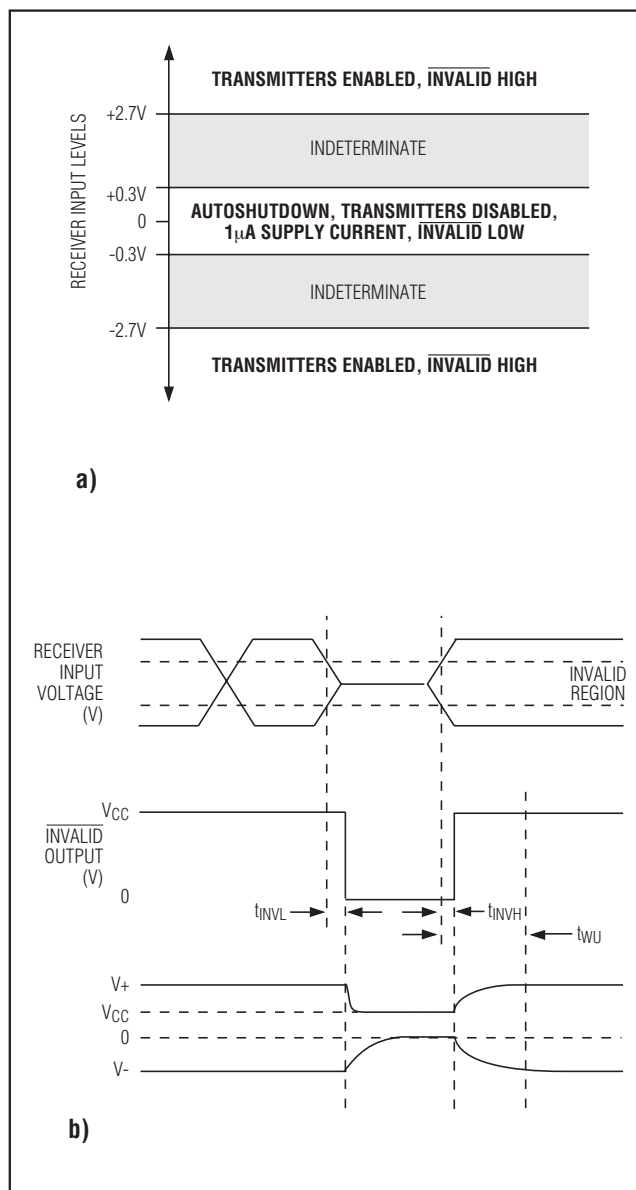 TRANSMITTERS ENABLED, INVALID HIGH
+2.7V
INDETERMINATE
+0.3V
RECEIVER INPUT LEVELS
0
AUTOSHUTDOWN, TRANSMITTERS DISABLED,
1μA SUPPLY CURRENT, INVALID LOW
-0.3V
INDETERMINATE
-2.7V
TRANSMITTERS ENABLED, INVALID HIGH
a)
RECEIVER
INPUT
VOLTAGE
(V)
INVALID
REGION
VCC
INVALID
OUTPUT
(V)
0
tINVL
tINVH
tWU
V+
VCC
0
V-
b)